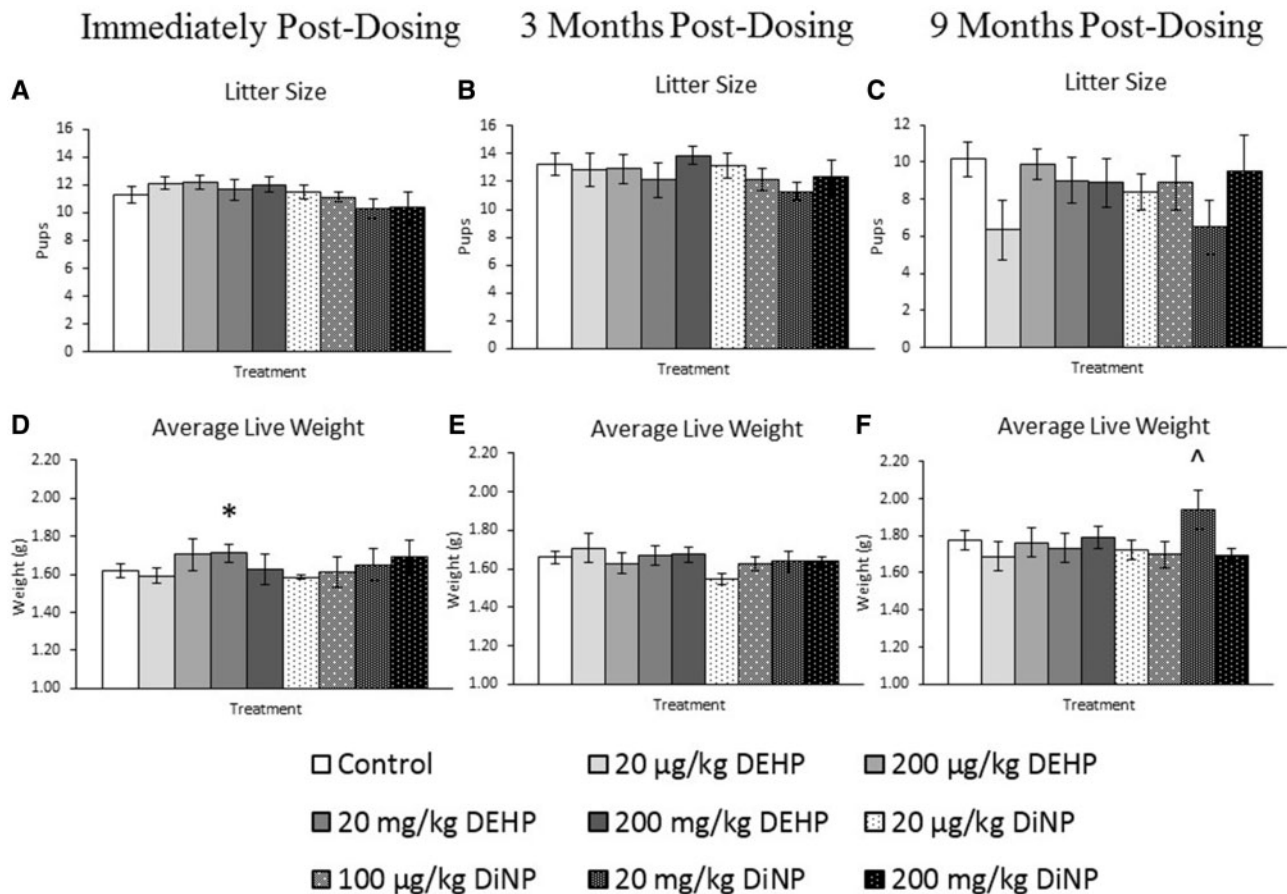 Immediately Post-Dosing 3 Months Post-Dosing 9 Months Post-Dosing
A
Litter Size
16
14
12
10
8
6
4
2
0
Pups
Treatment
B
Litter Size
16
14
12
10
8
6
4
2
0
Pups
Treatment
C
Litter Size
12
10
8
6
4
2
0
Pups
Treatment
D
Average Live Weight
2.20
2.00
1.80
1.60
1.40
1.20
1.00
Weight (g)
*
Treatment
E
Average Live Weight
2.20
2.00
1.80
1.60
1.40
1.20
1.00
Weight (g)
Treatment
F
Average Live Weight
2.20
2.00
1.80
1.60
1.40
1.20
1.00
Weight (g)
^
Treatment
Control 20 µg/kg DEHP 200 µg/kg DEHP
20 mg/kg DEHP 200 mg/kg DEHP 20 µg/kg DiNP
100 µg/kg DiNP 20 mg/kg DiNP 200 mg/kg DiNP